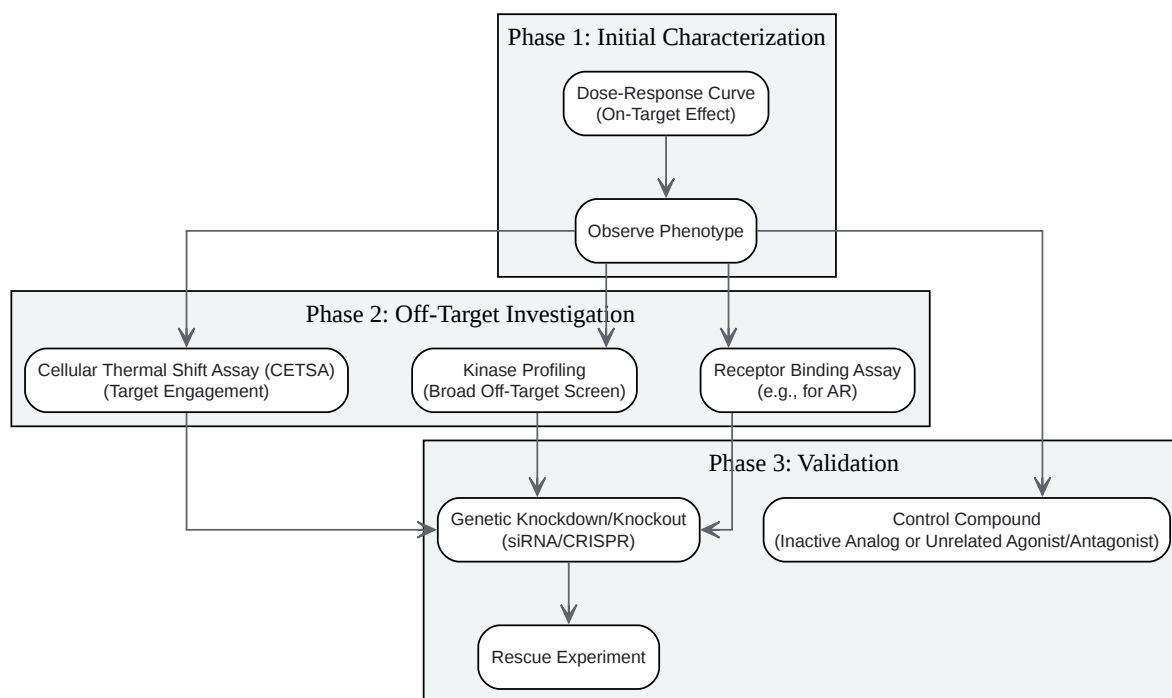 Phase 1: Initial Characterization
Dose-Response Curve
(On-Target Effect)
Observe Phenotype
Phase 2: Off-Target Investigation
Cellular Thermal Shift Assay (CETSA)
(Target Engagement)
Kinase Profiling
(Broad Off-Target Screen)
Receptor Binding Assay
(e.g., for AR)
Phase 3: Validation
Genetic Knockdown/Knockout
(siRNA/CRISPR)
Control Compound
(Inactive Analog or Unrelated Agonist/Antagonist)
Rescue Experiment